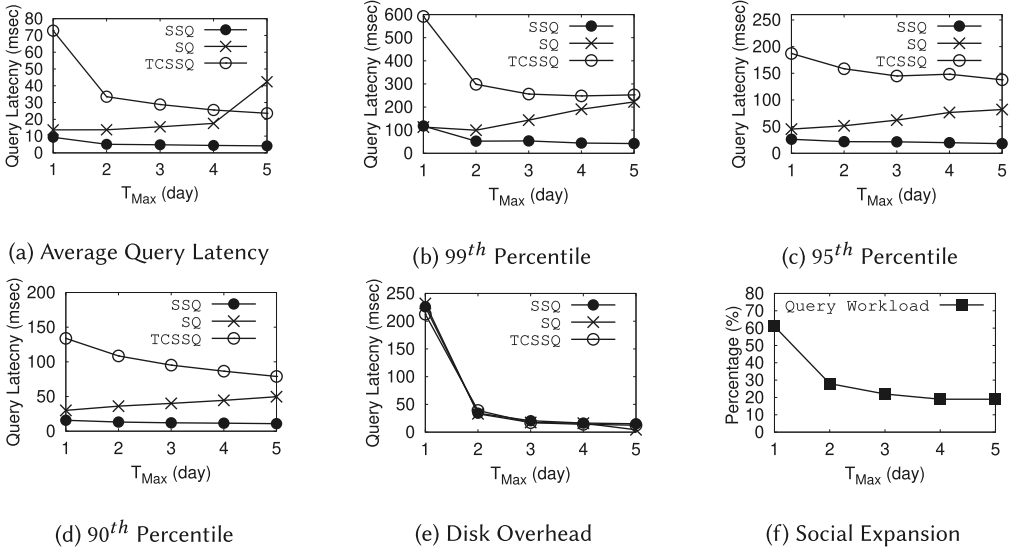 Query Latecny (msec)
80
70
60
50
40
30
20
10
0
SSQ
SQ
TCSSQ
1 2 3 4 5
TMax (day)
(a) Average Query Latency
Query Latecny (msec)
600
500
400
300
200
100
0
SSQ
SQ
TCSSQ
1 2 3 4 5
TMax (day)
(b) 99th Percentile
Query Latecny (msec)
250
200
150
100
50
0
SSQ
SQ
TCSSQ
1 2 3 4 5
TMax (day)
(c) 95th Percentile
Query Latecny (msec)
200
150
100
50
0
SSQ
SQ
TCSSQ
1 2 3 4 5
TMax (day)
(d) 90th Percentile
Query Latecny (msec)
250
200
150
100
50
0
SSQ
SQ
TCSSQ
1 2 3 4 5
TMax (day)
(e) Disk Overhead
Percentage (%)
80
70
60
50
40
30
20
10
0
Query Workload
1 2 3 4 5
TMax (day)
(f) Social Expansion